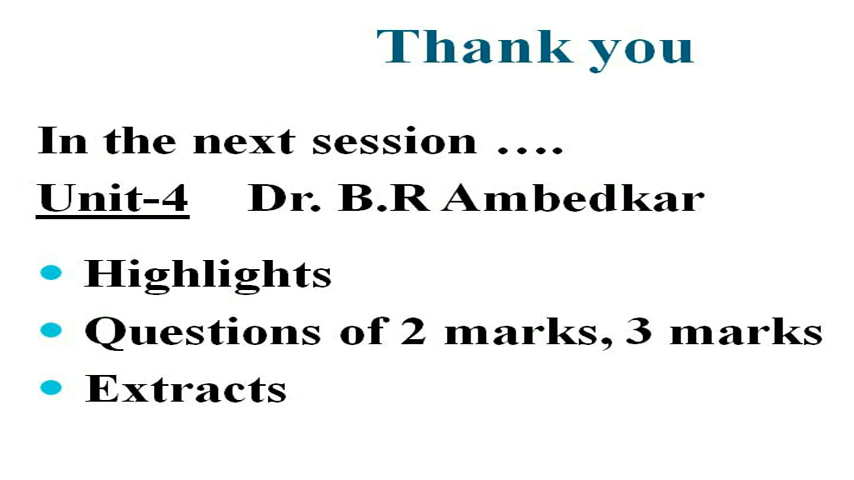 Thank you
In the next session ….
Unit-4 Dr. B.R Ambedkar
Highlights
Questions of 2 marks, 3 marks
Extracts